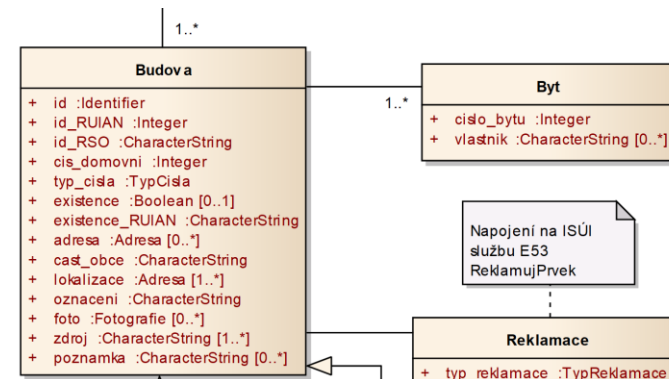 1..*
Budova
+ id :Identifier
+ id_RUIAN :Integer
+ id_RSO :CharacterString
+ cis_domovni :Integer
+ typ_cisla :TypCisla
+ existence :Boolean [0..1]
+ existence_RUIAN :CharacterString
+ adresa :Adresa [0..*]
+ cast_obce :CharacterString
+ lokalizace :Adresa [1..*]
+ oznaceni :CharacterString
+ foto :Fotografie [0..*]
+ zdroj :CharacterString [1..*]
+ poznamka :CharacterString [0..*]
1..*
Byt
+ cislo_bytu :Integer
+ vlastnik :CharacterString [0..*]
Napojení na ISÚI
službu E53
ReklamujPrvek
Reklamace
+ typ_reklamace :TypReklamace